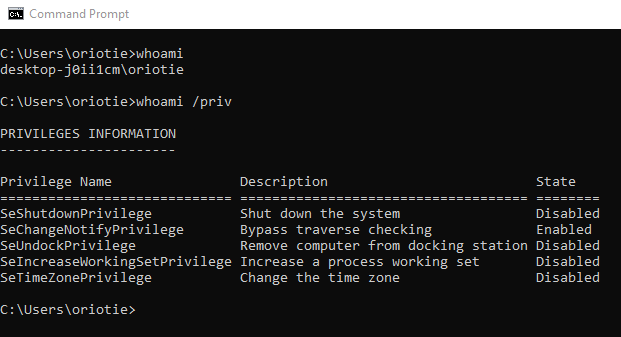 Command Prompt
C:\Users\oriotie>whoami
desktop-j0ii1cm\oriotie
C:\Users\oriotie>whoami /priv
PRIVILEGES INFORMATION
----------------------
Privilege Name                Description                          State
============================= ==================================== ========
SeShutdownPrivilege           Shut down the system                 Disabled
SeChangeNotifyPrivilege       Bypass traverse checking             Enabled
SeUndockPrivilege             Remove computer from docking station Disabled
SeIncreaseWorkingSetPrivilege Increase a process working set       Disabled
SeTimeZonePrivilege           Change the time zone                 Disabled
C:\Users\oriotie>